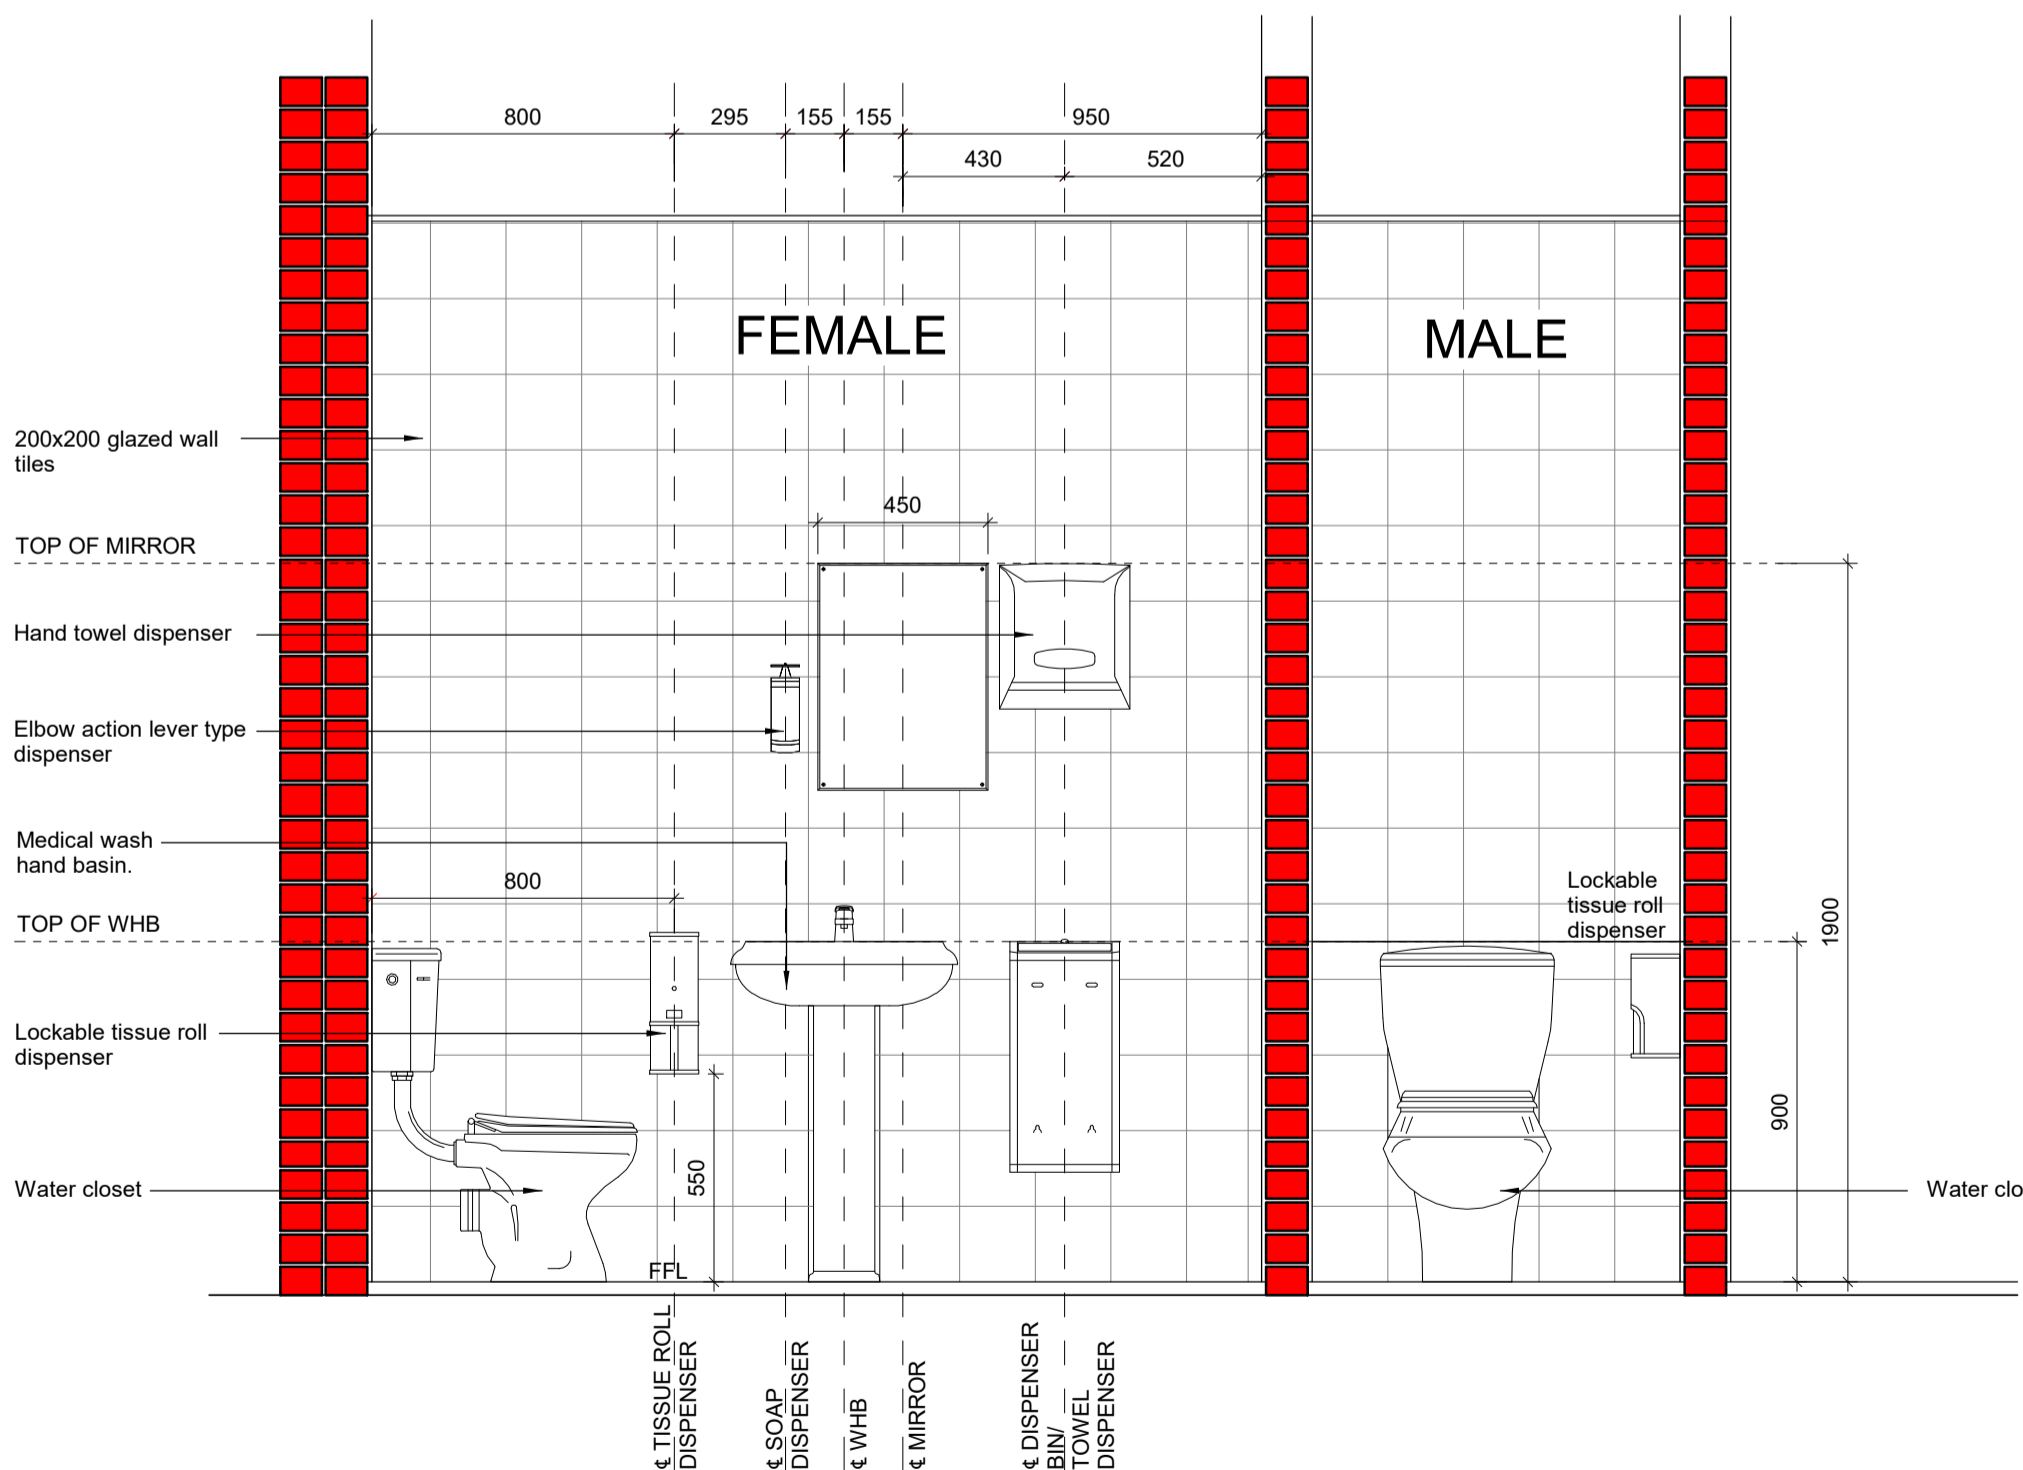 800
295
155
155
950
430
520
FEMALE
MALE
200x200 glazed wall
tiles
450
TOP OF MIRROR
Hand towel dispenser
Elbow action lever type
dispenser
Medical wash
hand basin.
800
Lockable
tissue roll
dispenser
TOP OF WHB
1900
900
Lockable tissue roll
dispenser
550
Water closet
Water clo
FFL
℄ TISSUE ROLL
DISPENSER
℄ SOAP
DISPENSER
℄ WHB
℄ MIRROR
℄ DISPENSER
BIN/
TOWEL
DISPENSER